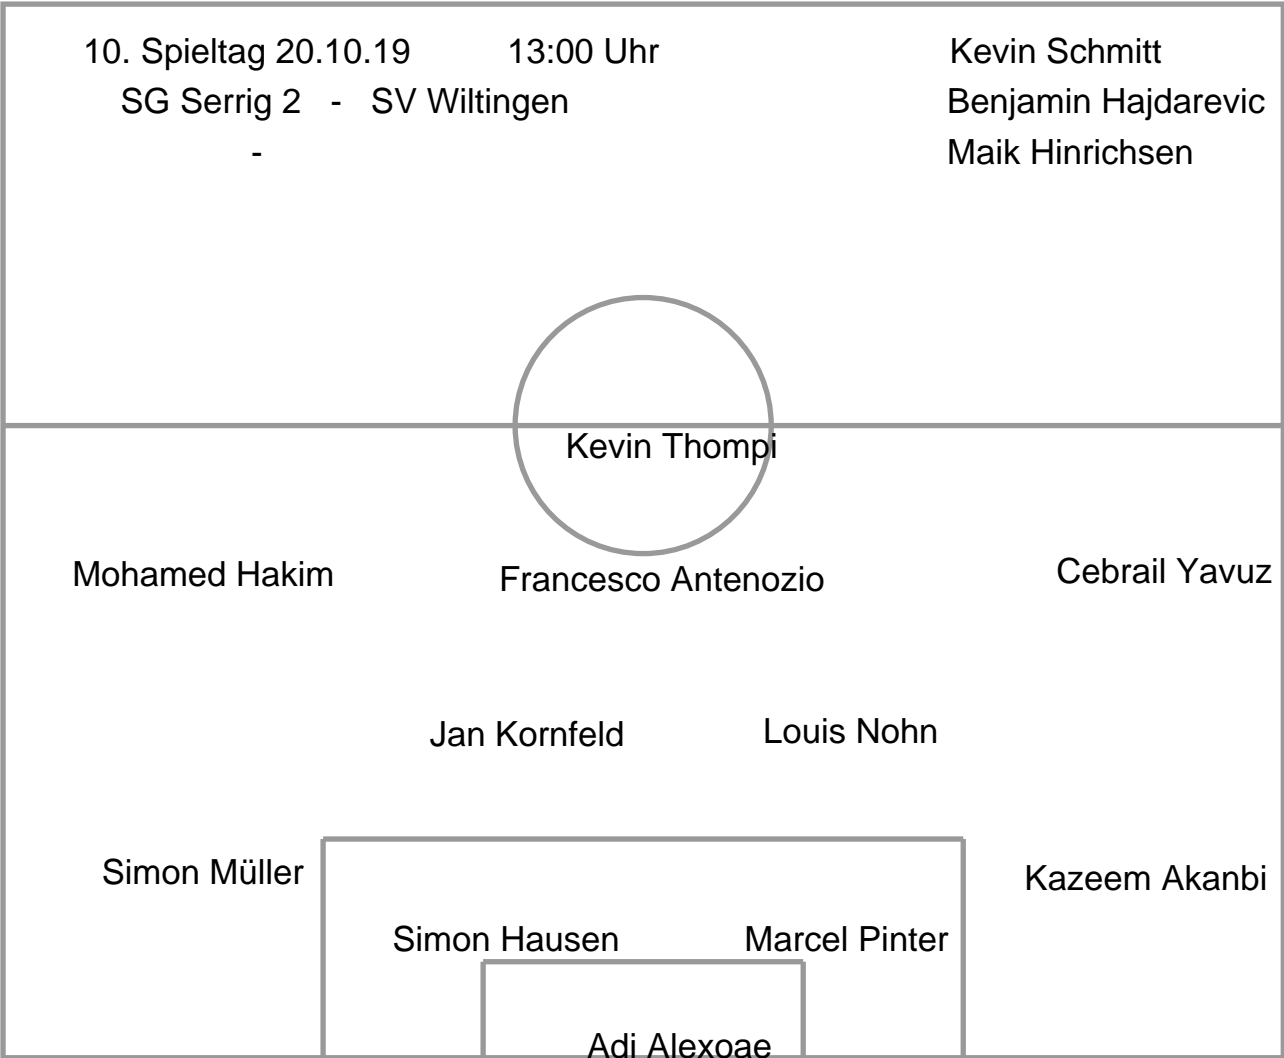 10. Spieltag 20.10.19 13:00 Uhr Kevin Schmitt
SG Serrig 2 - SV Wiltingen Benjamin Hajdarevic
- Maik Hinrichsen
Kevin Thompi
Mohamed Hakim Francesco Antenozio Cebrail Yavuz
Jan Kornfeld Louis Nohn
Simon Müller Kazeem Akanbi
Simon Hausen Marcel Pinter
Adi Alexoae